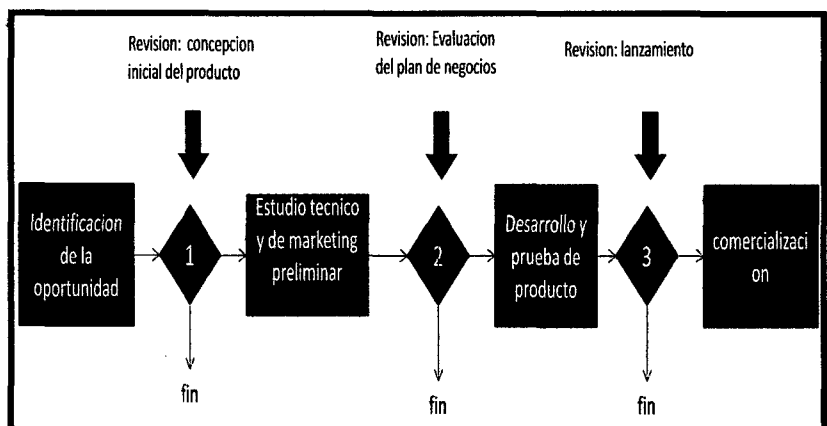 Revision: concepcion
inicial del producto
Revision: Evaluacion
del plan de negocios
Revision: lanzamiento
Identificacion
de la
oportunidad
1
Estudio tecnico
y de marketing
preliminar
2
Desarrollo y
prueba de
producto
3
comercializaci
on
fin
fin
fin